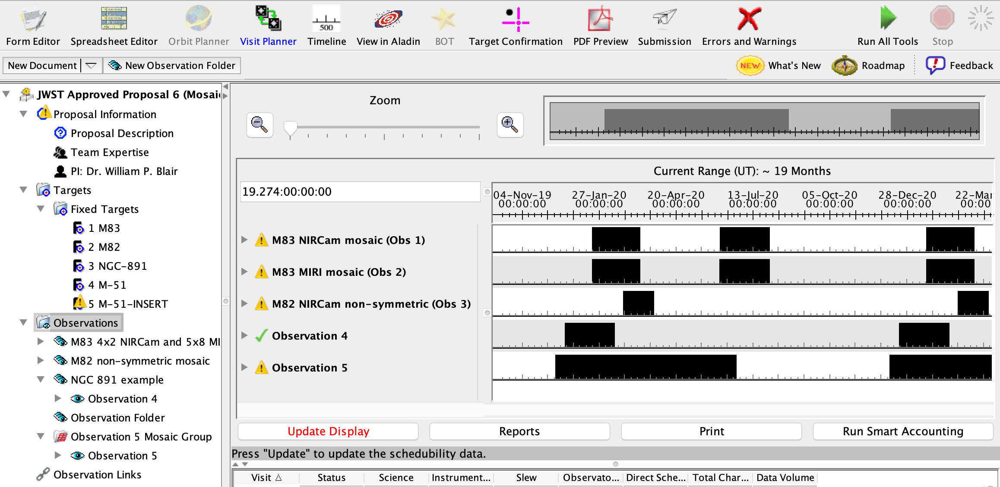 500
Form Editor Spreadsheet Editor Orbit Planner Visit Planner Timeline View in Aladin BOT Target Confirmation PDF Preview Submission Errors and Warnings Run All Tools Stop
New Document New Observation Folder NEW What's New Roadmap Feedback
JWST Approved Proposal 6 (Mosaic
Proposal Information
Proposal Description
Team Expertise
PI: Dr. William P. Blair
Targets
Fixed Targets
1 M83
2 M82
3 NGC-891
4 M-51
5 M-51-INSERT
Observations
M83 4x2 NIRCam and 5x8 MI
M82 non-symmetric mosaic
NGC 891 example
Observation 4
Observation Folder
Observation 5 Mosaic Group
Observation 5
Observation Links
Zoom
Current Range (UT): ~ 19 Months
19.274:00:00:00
04-Nov-19 27-Jan-20 20-Apr-20 13-Jul-20 05-Oct-20 28-Dec-20 22-Mar
00:00:00 00:00:00 00:00:00 00:00:00 00:00:00 00:00:00 00:00
M83 NIRCam mosaic (Obs 1)
M83 MIRI mosaic (Obs 2)
M82 NIRCam non-symmetric (Obs 3)
Observation 4
Observation 5
Update Display Reports Print Run Smart Accounting
Press "Update" to update the schedubility data.
Visit Status Science Instrument... Slew Observato... Direct Sche... Total Char... Data Volume